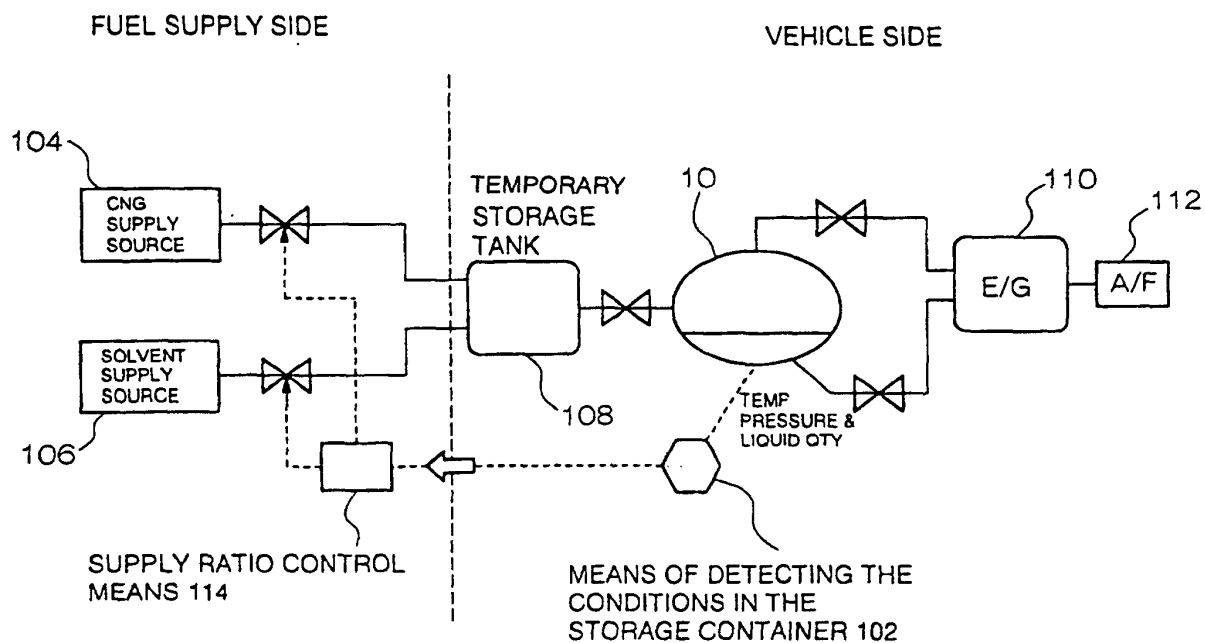 FUEL SUPPLY SIDE
VEHICLE SIDE
104
CNG
SUPPLY
SOURCE
TEMPORARY
STORAGE
TANK
10
110
112
E/G
A/F
SOLVENT
SUPPLY
SOURCE
106
108
TEMP
PRESSURE &
LIQUID QTY
SUPPLY RATIO CONTROL
MEANS 114
MEANS OF DETECTING THE
CONDITIONS IN THE
STORAGE CONTAINER 102